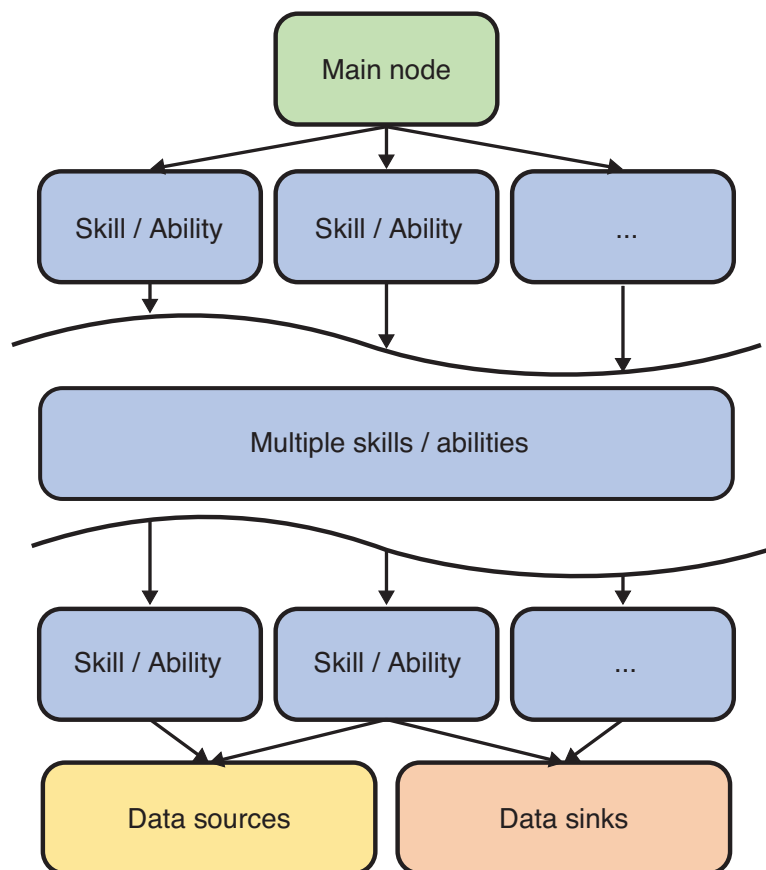 Main node
Skill / Ability
Skill / Ability
...
Multiple skills / abilities
Skill / Ability
Skill / Ability
...
Data sources
Data sinks